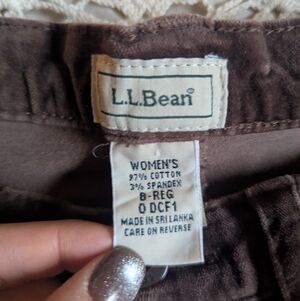 L.L.Bean®
WOMEN'S
97% COTTON
3% SPANDEX
8-REG
0 DCF1
MADE IN SRI LANKA
CARE ON REVERSE